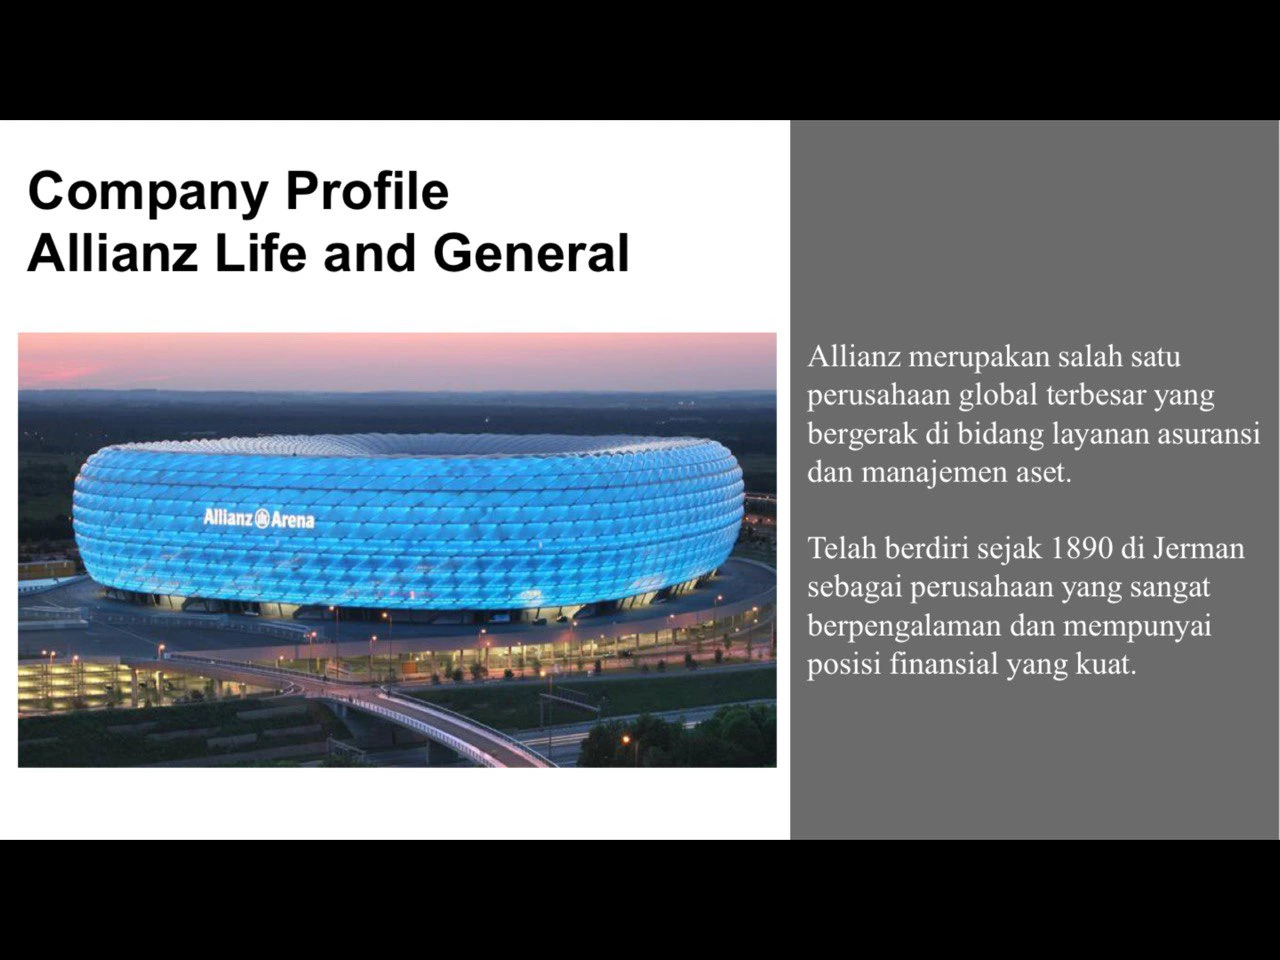 Company Profile
Allianz Life and General
Allianz Arena
Allianz merupakan salah satu
perusahaan global terbesar yang
bergerak di bidang layanan asuransi
dan manajemen aset.
Telah berdiri sejak 1890 di Jerman
sebagai perusahaan yang sangat
berpengalaman dan mempunyai
posisi finansial yang kuat.